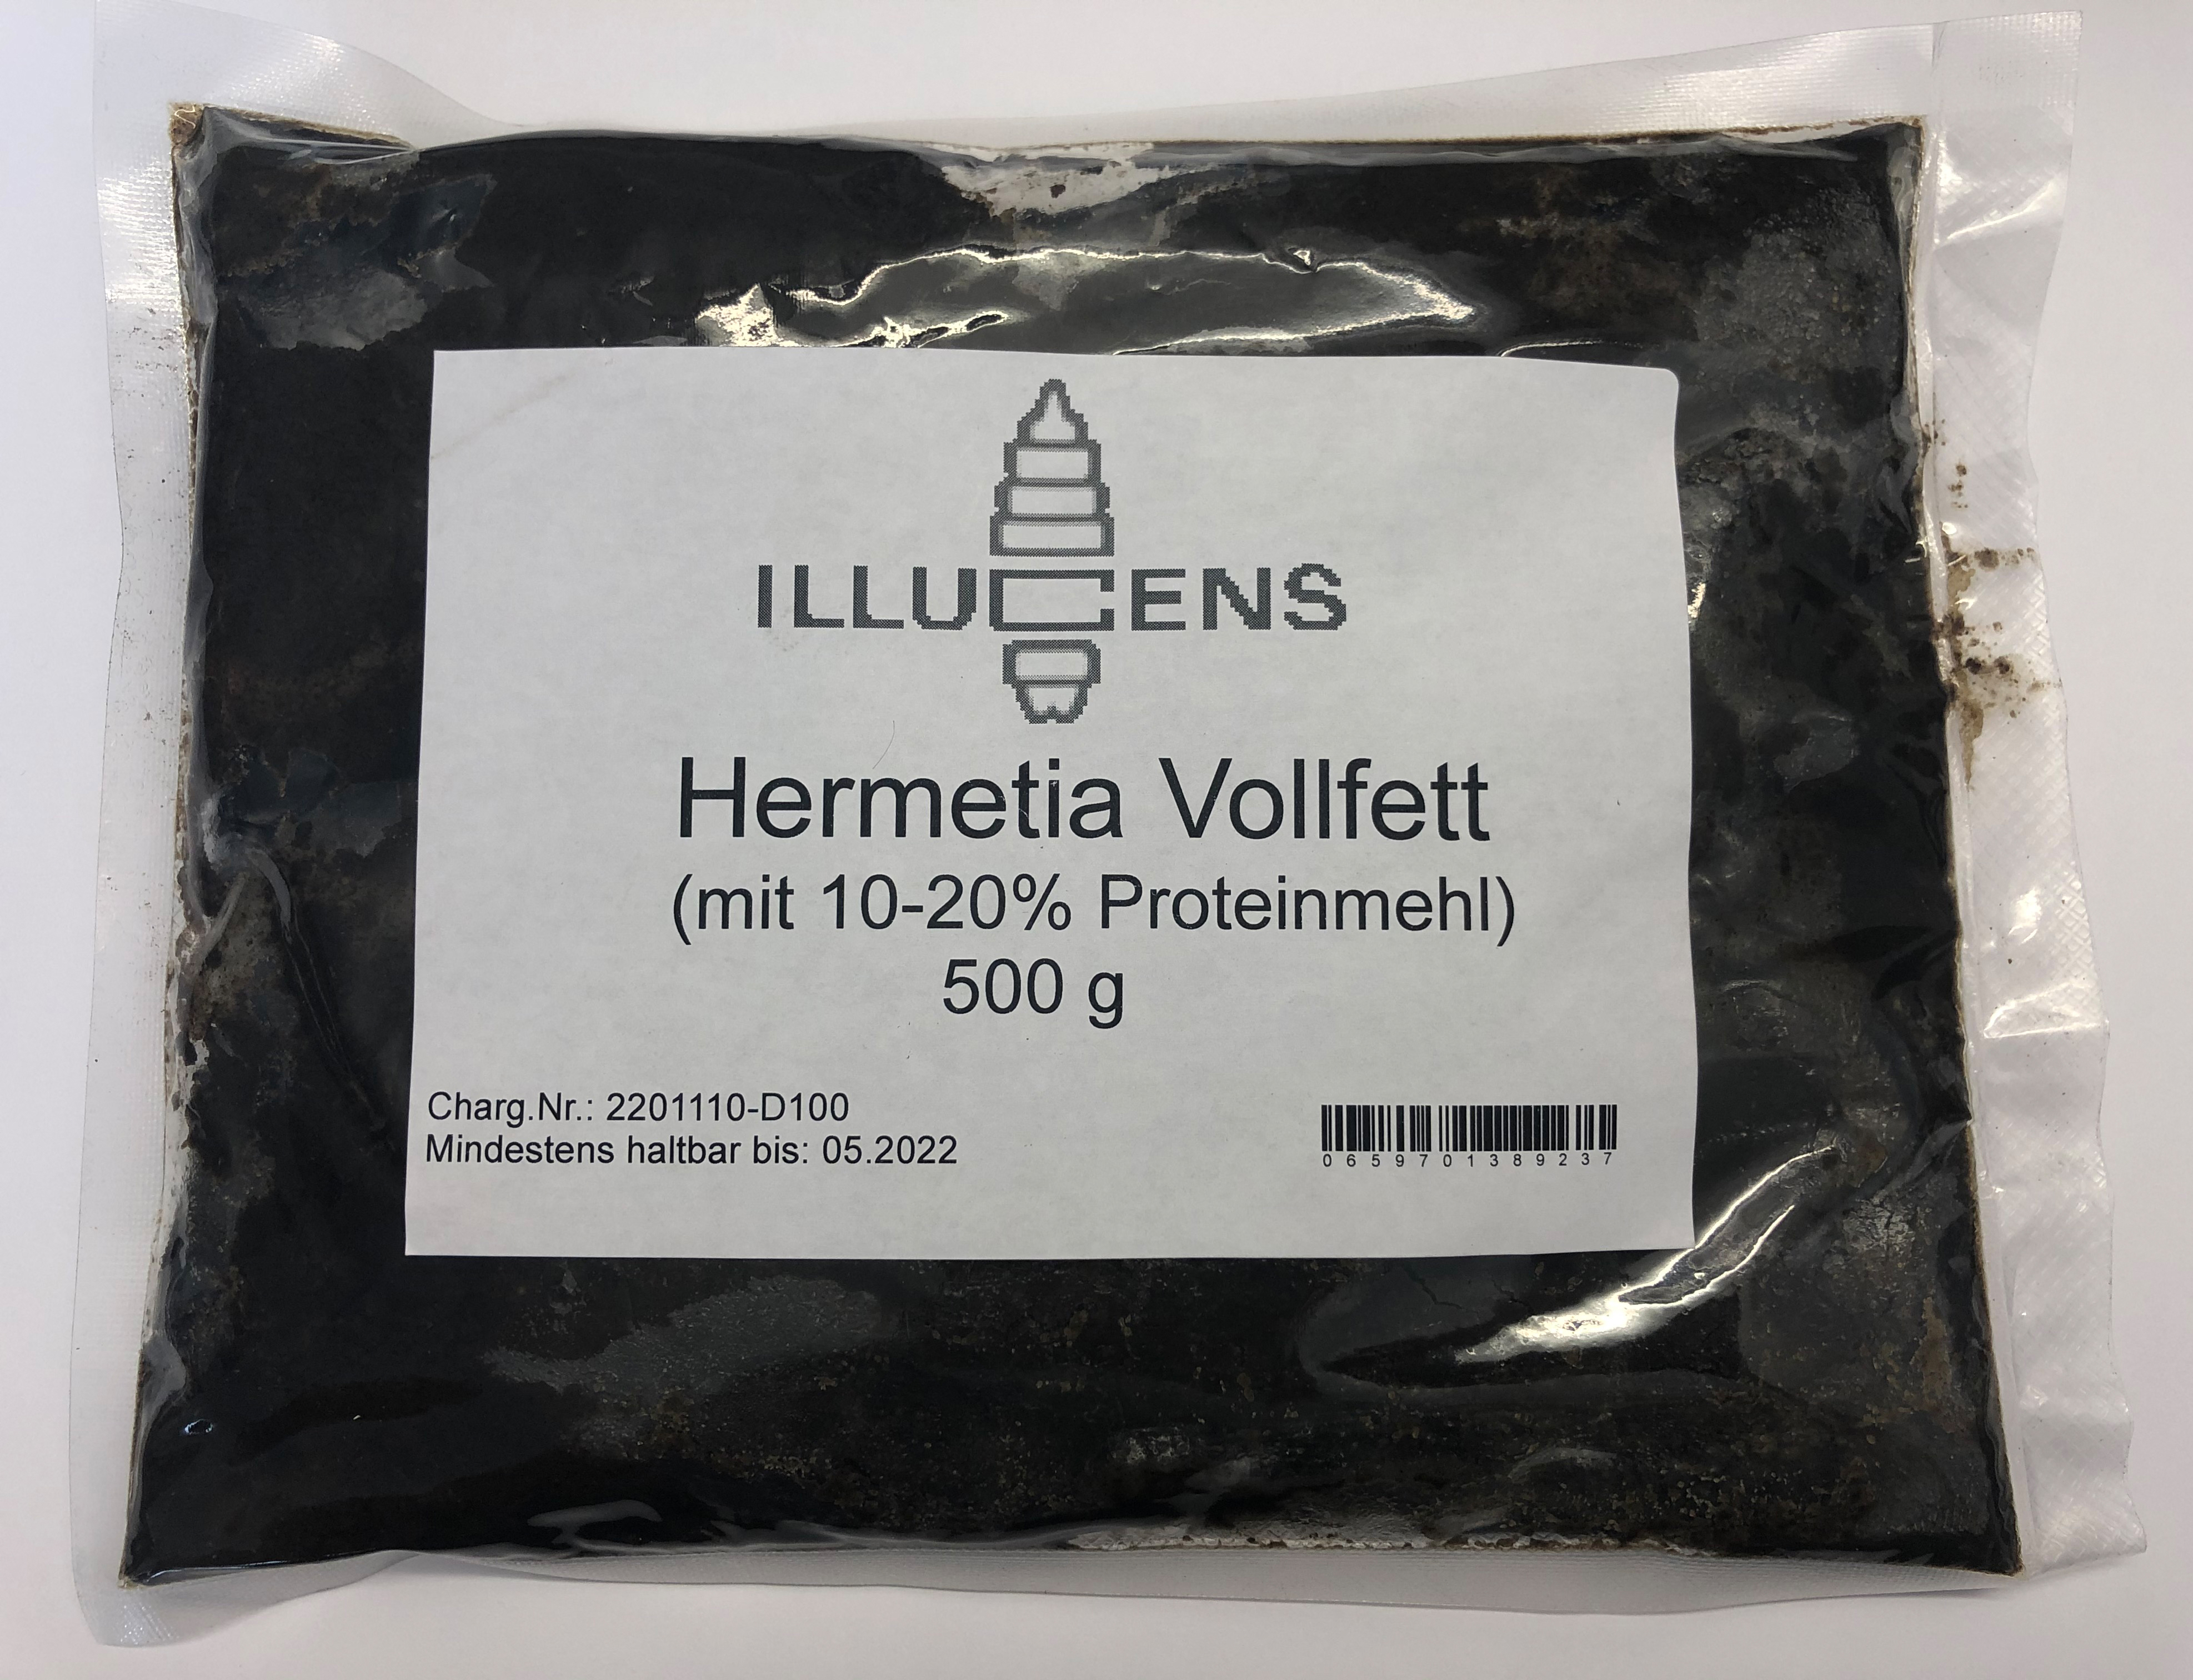 ILLUCENS
Hermetia Vollfett
(mit 10-20% Proteinmehl)
500 g
Charg.Nr.: 2201110-D100
Mindestens haltbar bis: 05.2022
0659701389237